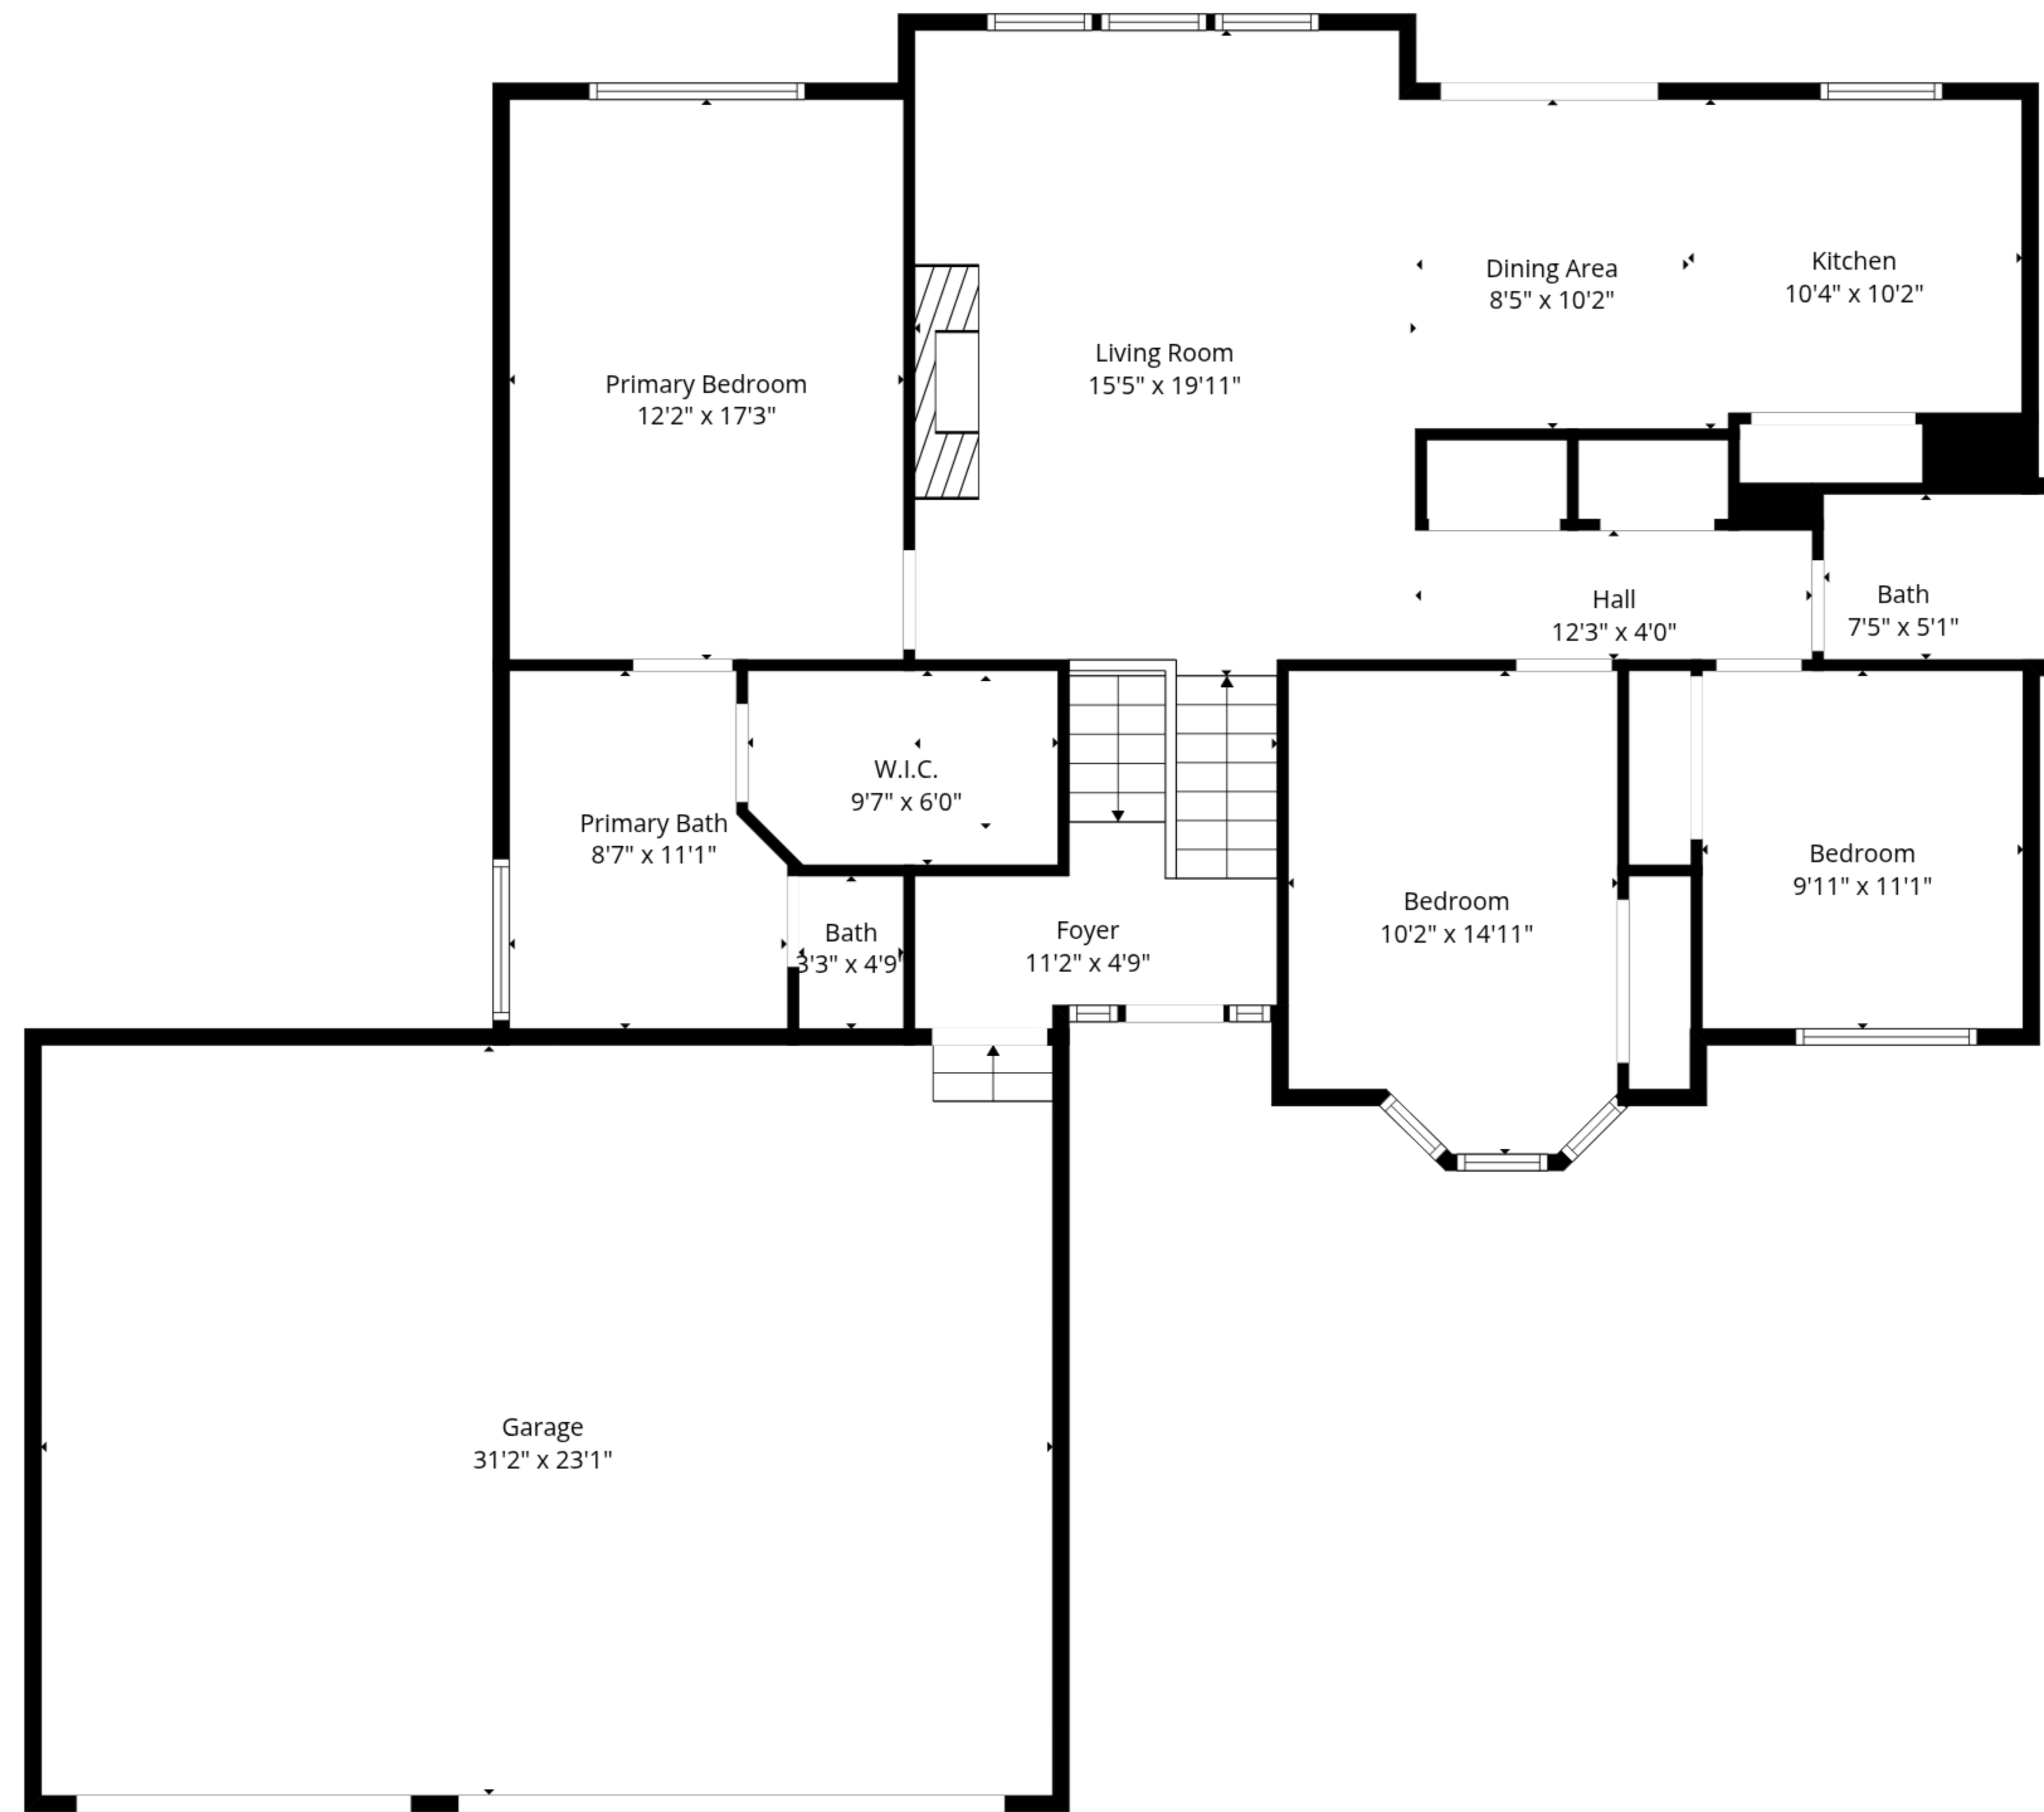 Dining Area
8'5" x 10'2"
Kitchen
10'4" x 10'2"
Living Room
15'5" x 19'11"
Primary Bedroom
12'2" x 17'3"
Hall
12'3" x 4'0"
Bath
7'5" x 5'1"
W.I.C.
9'7" x 6'0"
Primary Bath
8'7" x 11'1"
Bedroom
9'11" x 11'1"
Bedroom
10'2" x 14'11"
Bath
3'3" x 4'9"
Foyer
11'2" x 4'9"
Garage
31'2" x 23'1"